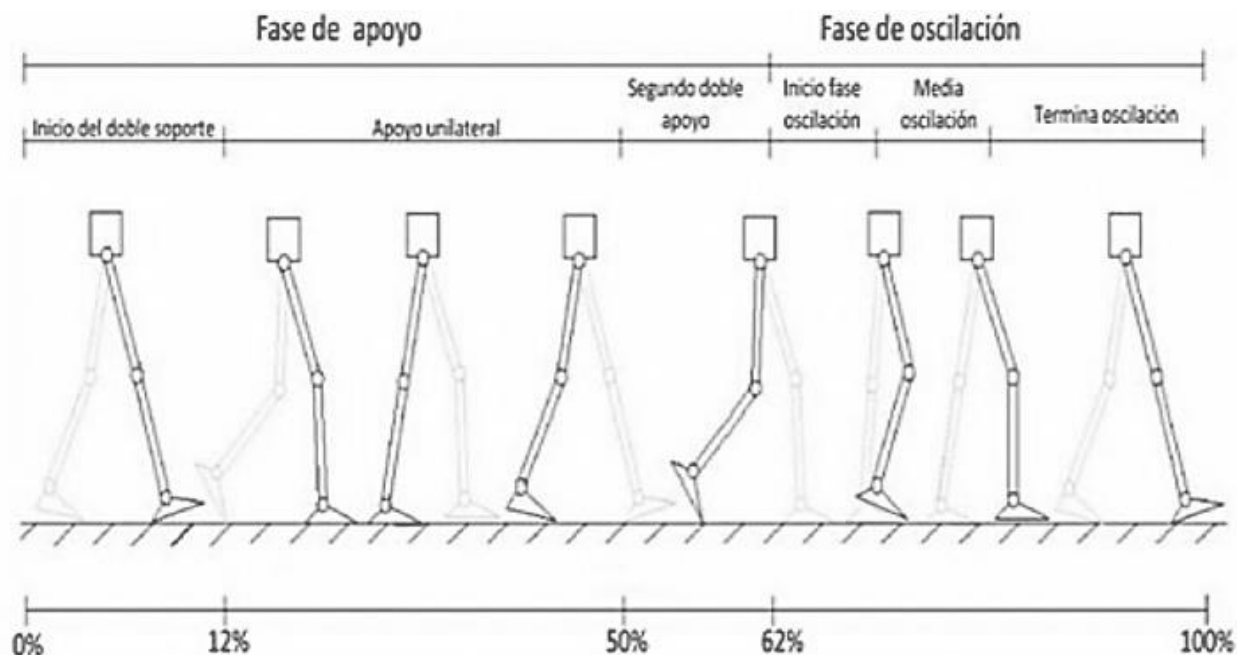 Fase de apoyo
Fase de oscilación
Inicio del doble soporte
Apoyo unilateral
Segundo doble
apoyo
Inicio fase
oscilación
Media
oscilación
Termina oscilación
0%
12%
50%
62%
100%